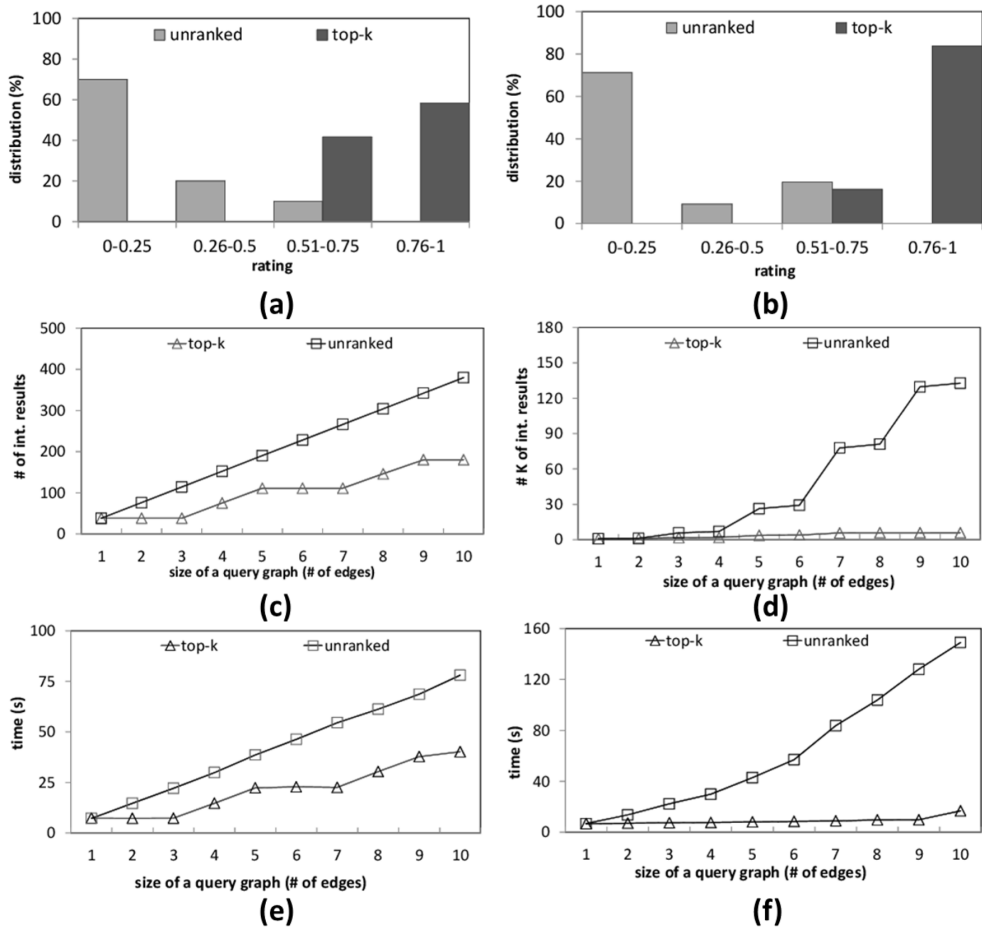 100
80
60
40
20
0
distribution (%)
unranked top-k
0-0.25 0.26-0.5 0.51-0.75 0.76-1
rating
(a)
100
80
60
40
20
0
distribution (%)
unranked top-k
0-0.25 0.26-0.5 0.51-0.75 0.76-1
rating
(b)
500
400
300
200
100
0
# of int. results
top-k unranked
1 2 3 4 5 6 7 8 9 10
size of a query graph (# of edges)
(c)
180
150
120
90
60
30
0
# K of int. results
top-k unranked
1 2 3 4 5 6 7 8 9 10
size of a query graph (# of edges)
(d)
100
75
50
25
0
time (s)
top-k unranked
1 2 3 4 5 6 7 8 9 10
size of a query graph (# of edges)
(e)
160
120
80
40
0
time (s)
top-k unranked
1 2 3 4 5 6 7 8 9 10
size of a query graph (# of edges)
(f)